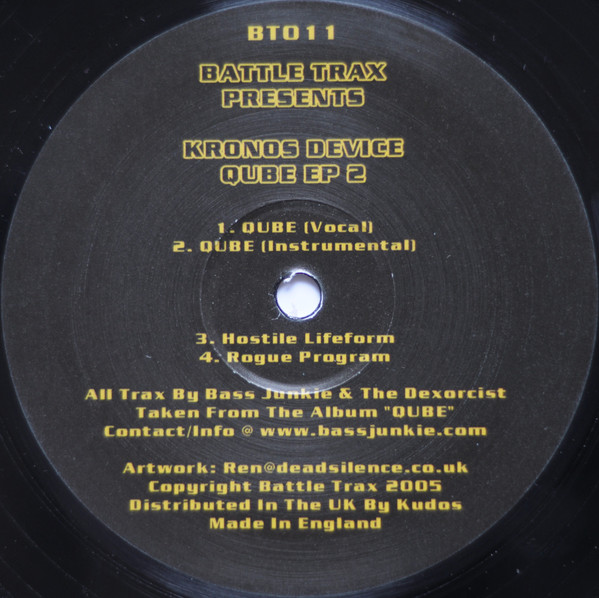 BT011
BATTLE TRAX
PRESENTS
KRONOS DEVICE
QUBE EP 2
1. QUBE (Vocal)
2. QUBE (Instrumental)
3. Hostile Lifeform
4. Rogue Program
All Trax By Bass Junkie & The Dexorcist
Taken From The Album "QUBE"
Contact/Info @ www.bassjunkie.com
Artwork: Ren@deadsilence.co.uk
Copyright Battle Trax 2005
Distributed In The UK By Kudos
Made In England